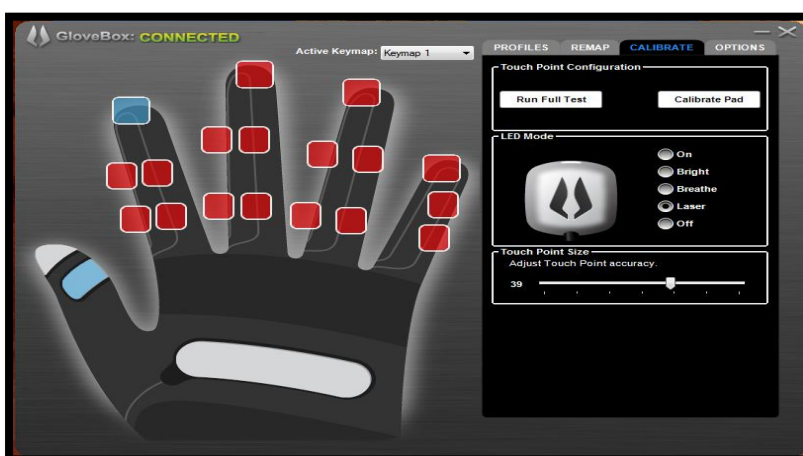 GloveBox: CONNECTED
Active Keymap: Keymap 1
PROFILES REMAP CALIBRATE OPTIONS
Touch Point Configuration
Run Full Test Calibrate Pad
LED Mode
On
Bright
Breathe
Laser
Off
Touch Point Size
Adjust Touch Point accuracy.
39